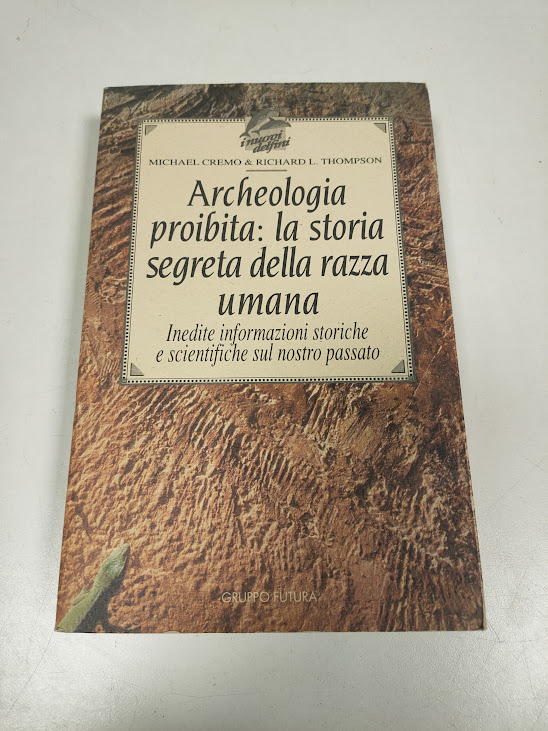 i nuovi
delfini
MICHAEL CREMO & RICHARD L. THOMPSON
Archeologia
proibita: la storia
segreta della razza
umana
Inedite informazioni storiche
e scientifiche sul nostro passato
GRUPPO FUTURA